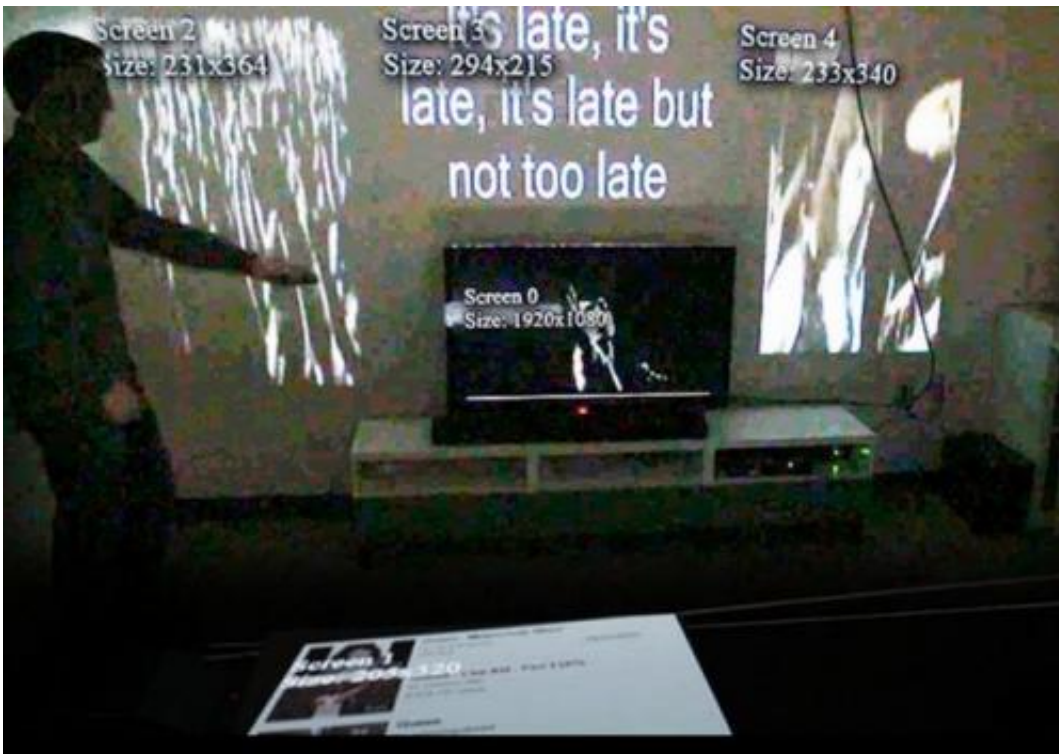 Screen 2
Size: 231x364
Screen 3
Size: 294x215
It's late, it's
late, it's late but
not too late
Screen 4
Size: 233x340
Screen 0
Size: 1920x1080
Screen 1
Queen